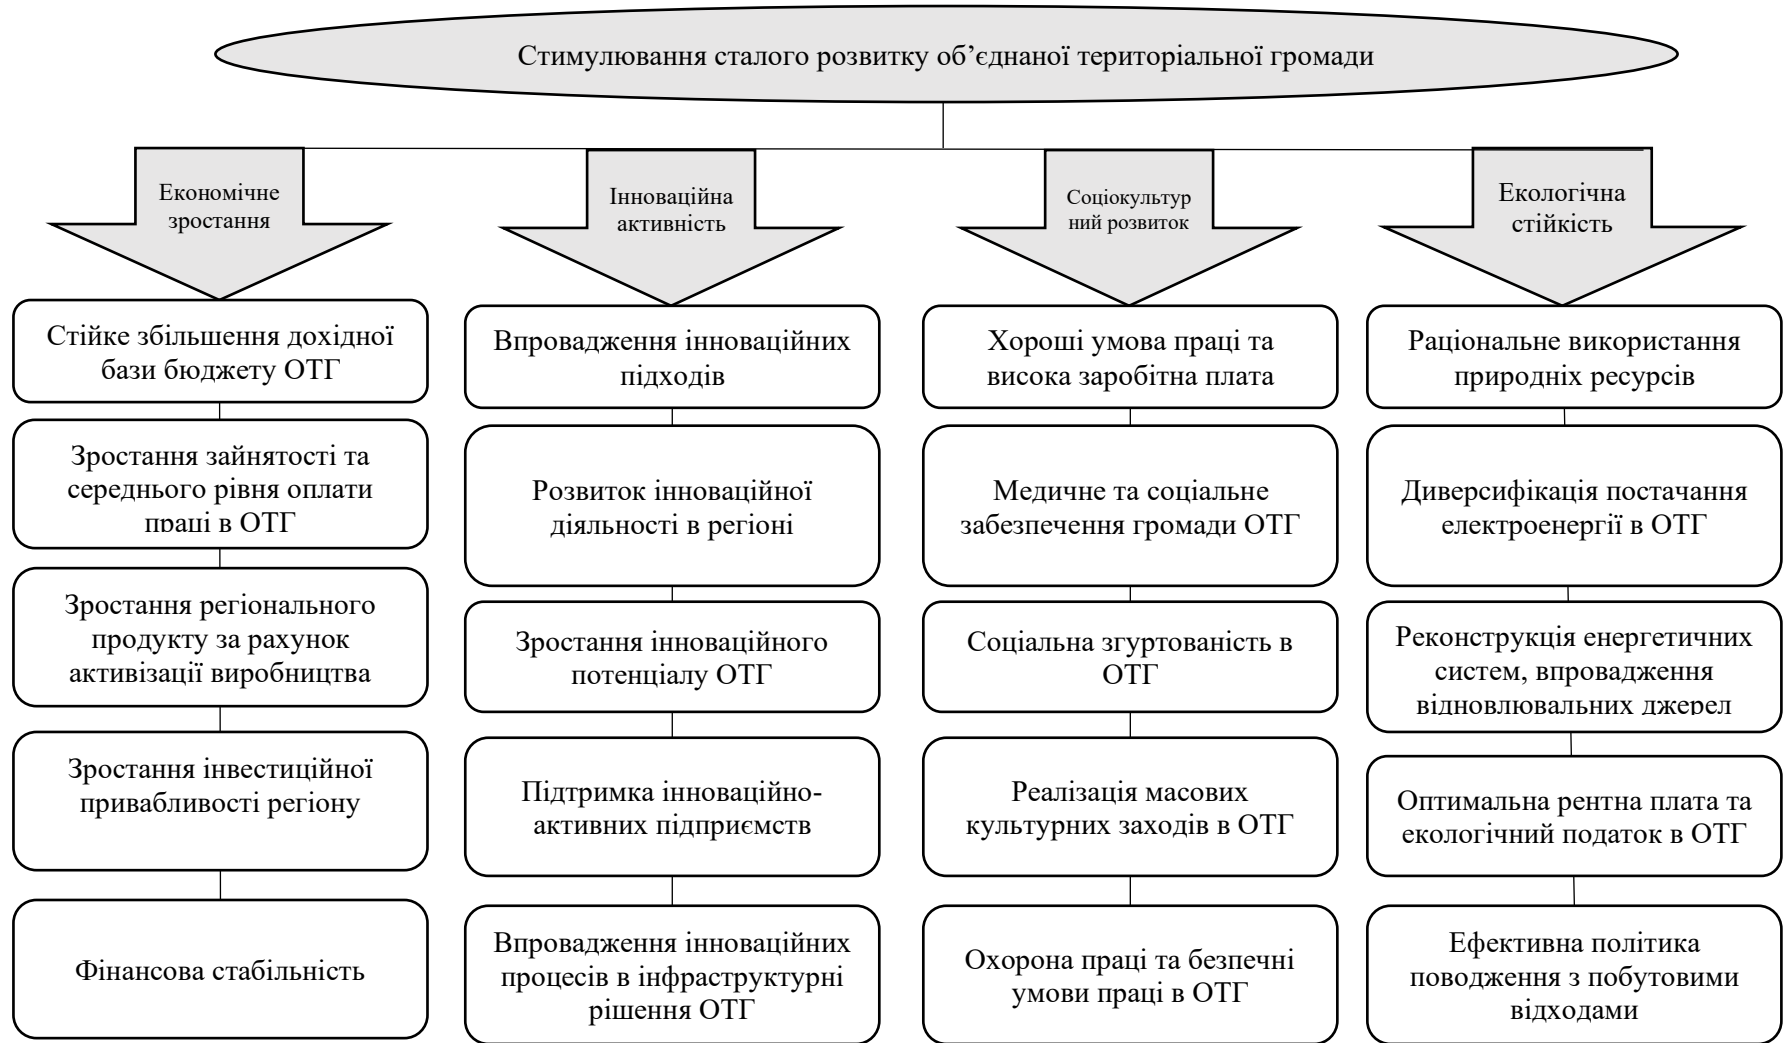 Стимулювання сталого розвитку об’єднаної територіальної громади
Економічне
зростання
Інноваційна
активність
Соціокультур
ний розвиток
Екологічна
стійкість
Стійке збільшення дохідної
бази бюджету ОТГ
Зростання зайнятості та
середнього рівня оплати
праці в ОТГ
Зростання регіонального
продукту за рахунок
активізації виробництва
Зростання інвестиційної
привабливості регіону
Фінансова стабільність
Впровадження інноваційних
підходів
Розвиток інноваційної
діяльності в регіоні
Зростання інноваційного
потенціалу ОТГ
Підтримка інноваційно-
активних підприємств
Впровадження інноваційних
процесів в інфраструктурні
рішення ОТГ
Хороші умова праці та
висока заробітна плата
Медичне та соціальне
забезпечення громади ОТГ
Соціальна згуртованість в
ОТГ
Реалізація масових
культурних заходів в ОТГ
Охорона праці та безпечні
умови праці в ОТГ
Раціональне використання
природніх ресурсів
Диверсифікація постачання
електроенергії в ОТГ
Реконструкція енергетичних
систем, впровадження
відновлювальних джерел
Оптимальна рентна плата та
екологічний податок в ОТГ
Ефективна політика
поводження з побутовими
відходами